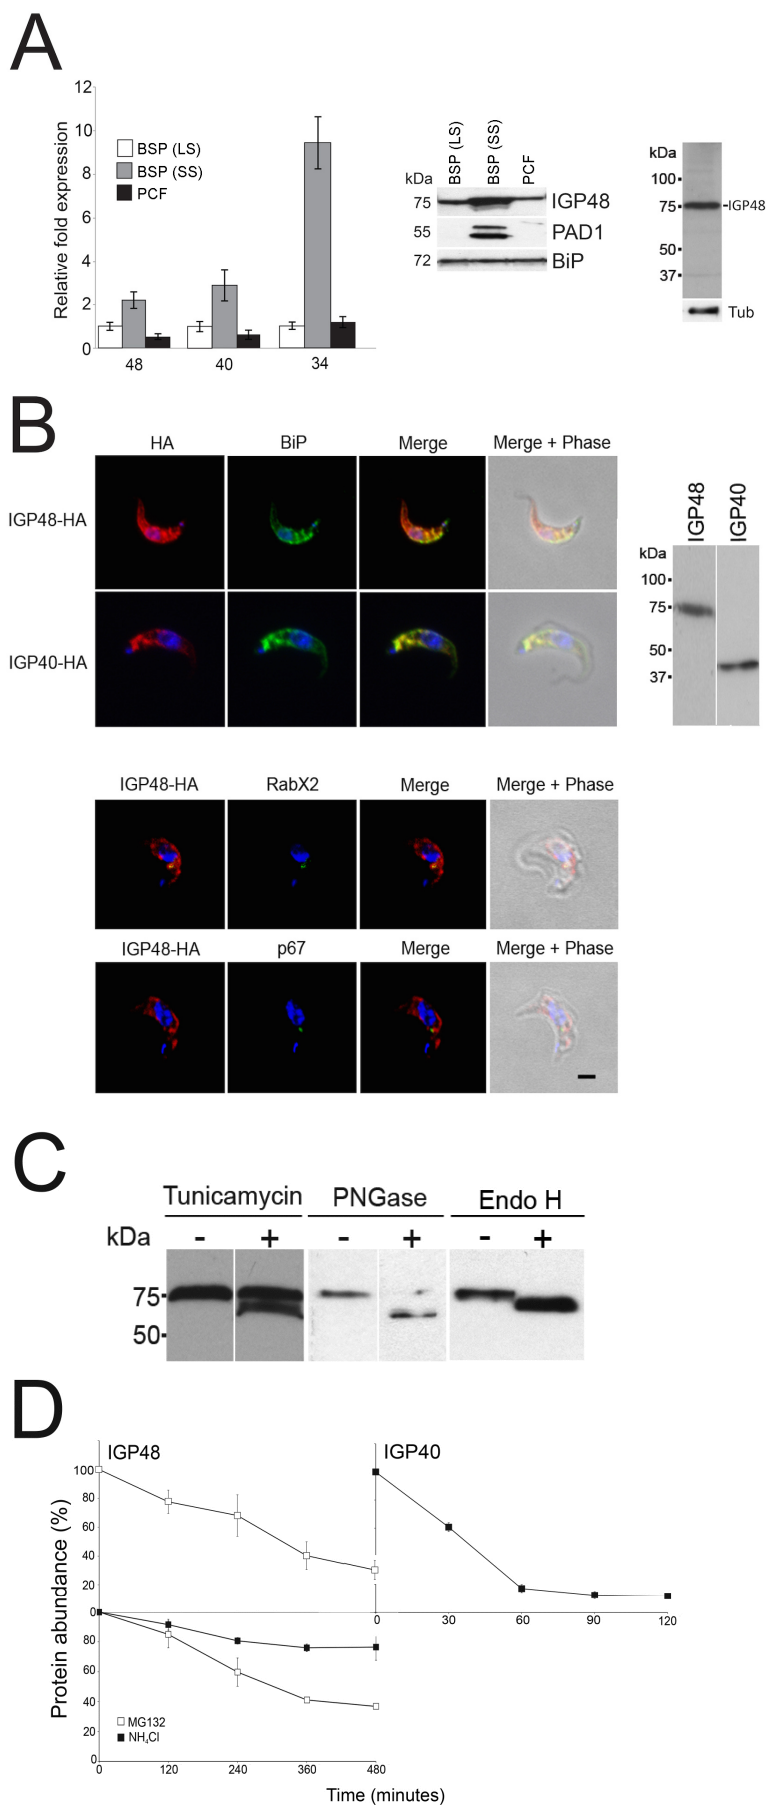 A
Relative fold expression
12
10
8
6
4
2
0
BSP (LS)
BSP (SS)
PCF
48
40
34
BSP (LS)
BSP (SS)
PCF
kDa
75
IGP48
55
PAD1
72
BiP
kDa
100
75
IGP48
50
37
Tub
B
HA
BiP
Merge
Merge + Phase
IGP48-HA
IGP40-HA
IGP48
IGP40
kDa
100
75
50
37
IGP48-HA
RabX2
Merge
Merge + Phase
IGP48-HA
p67
Merge
Merge + Phase
C
Tunicamycin
PNGase
Endo H
kDa
- + - + - +
75
50
D
IGP48
IGP40
Protein abundance (%)
100
80
60
40
20
0
0
30
60
90
120
80
60
40
20
0
MG132
NH₄Cl
0
120
240
360
480
Time (minutes)